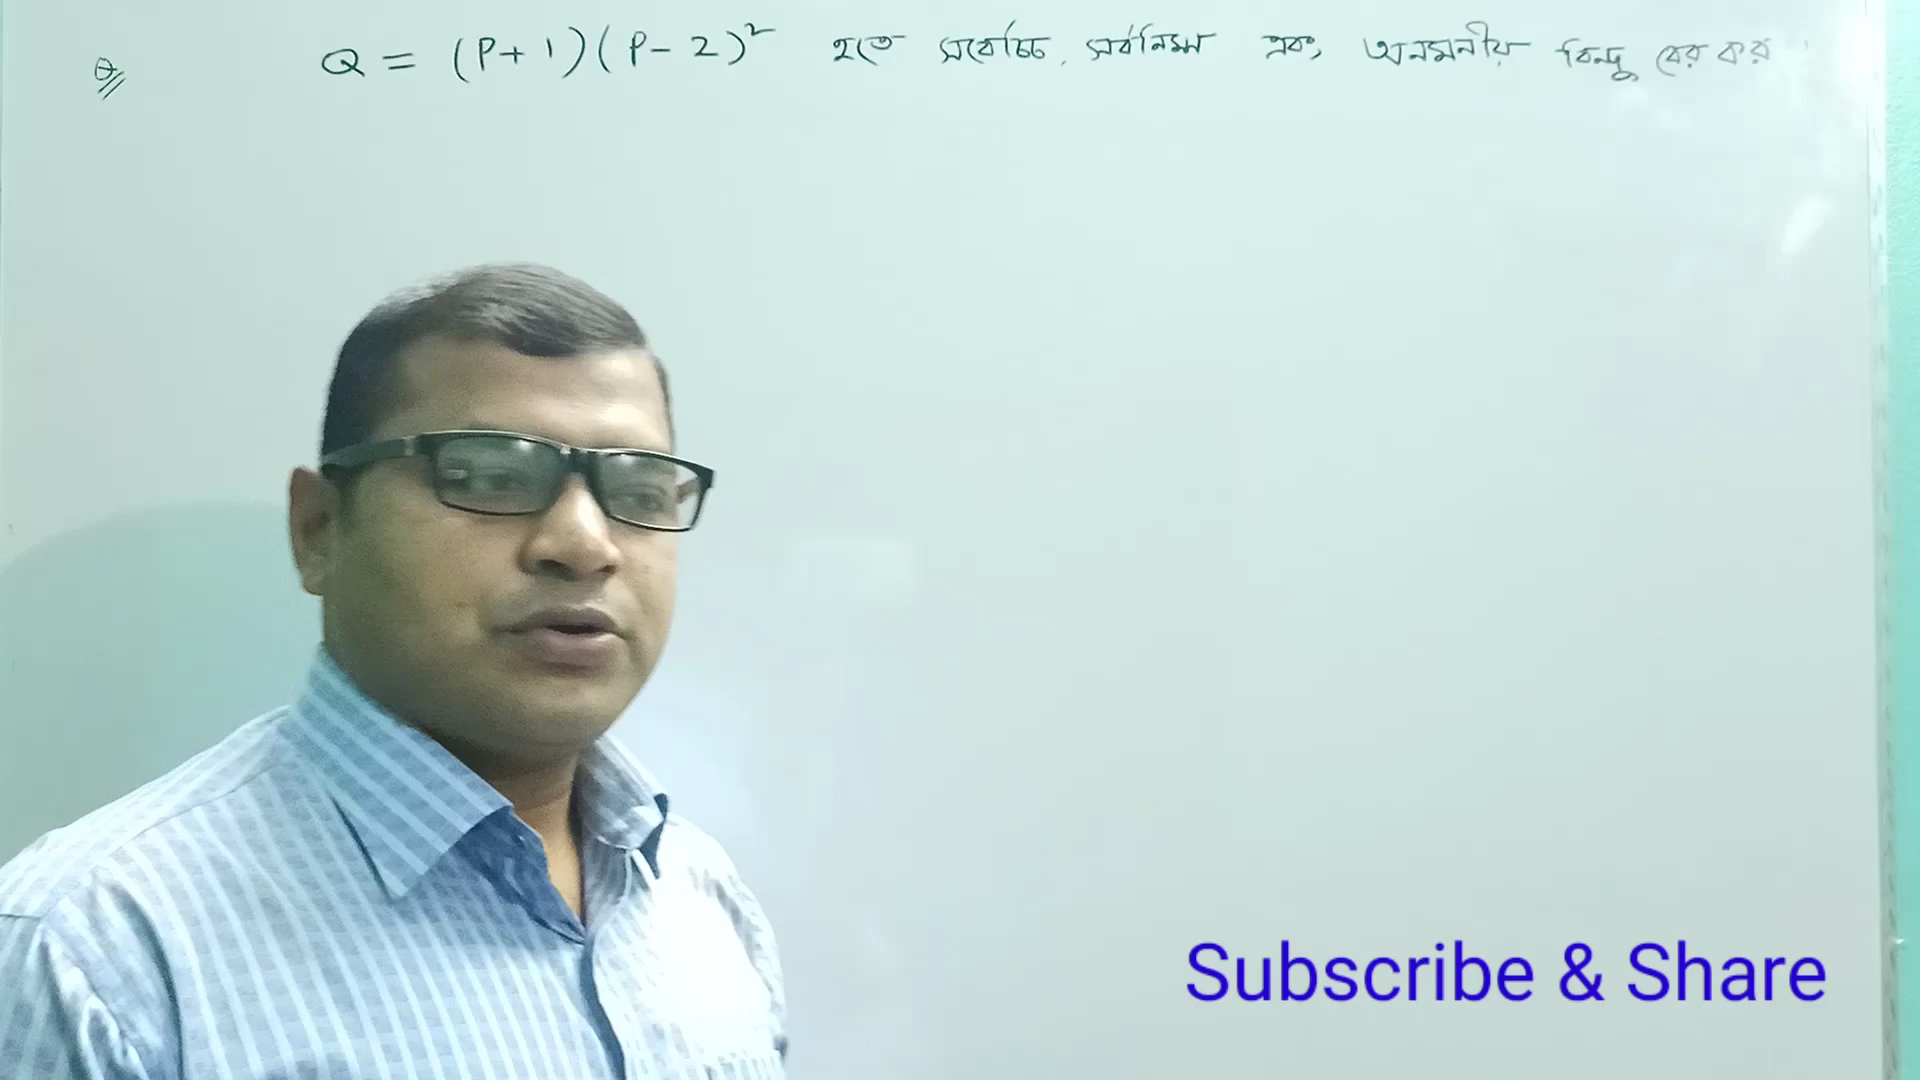 Q = (P+1)(P-2)² হতে সর্বোচ্চ, সর্বনিম্ন এবং অনমনীয় বিন্দু বের কর
Subscribe & Share